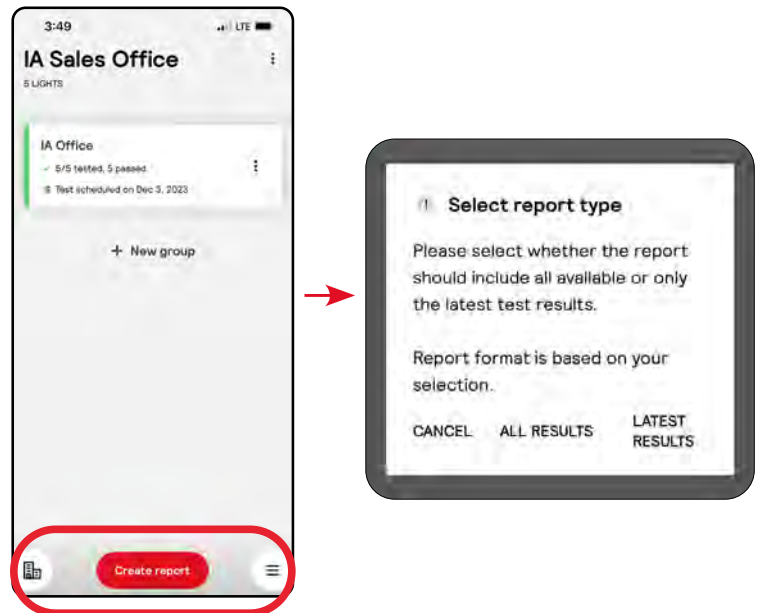 3:49 LTE
IA Sales Office
5 LIGHTS
IA Office
5/5 tested, 5 passed
Test scheduled on Dec 3, 2023
+ New group
Create report
Select report type
Please select whether the report
should include all available or only
the latest test results.
Report format is based on your
selection.
CANCEL ALL RESULTS LATEST
RESULTS